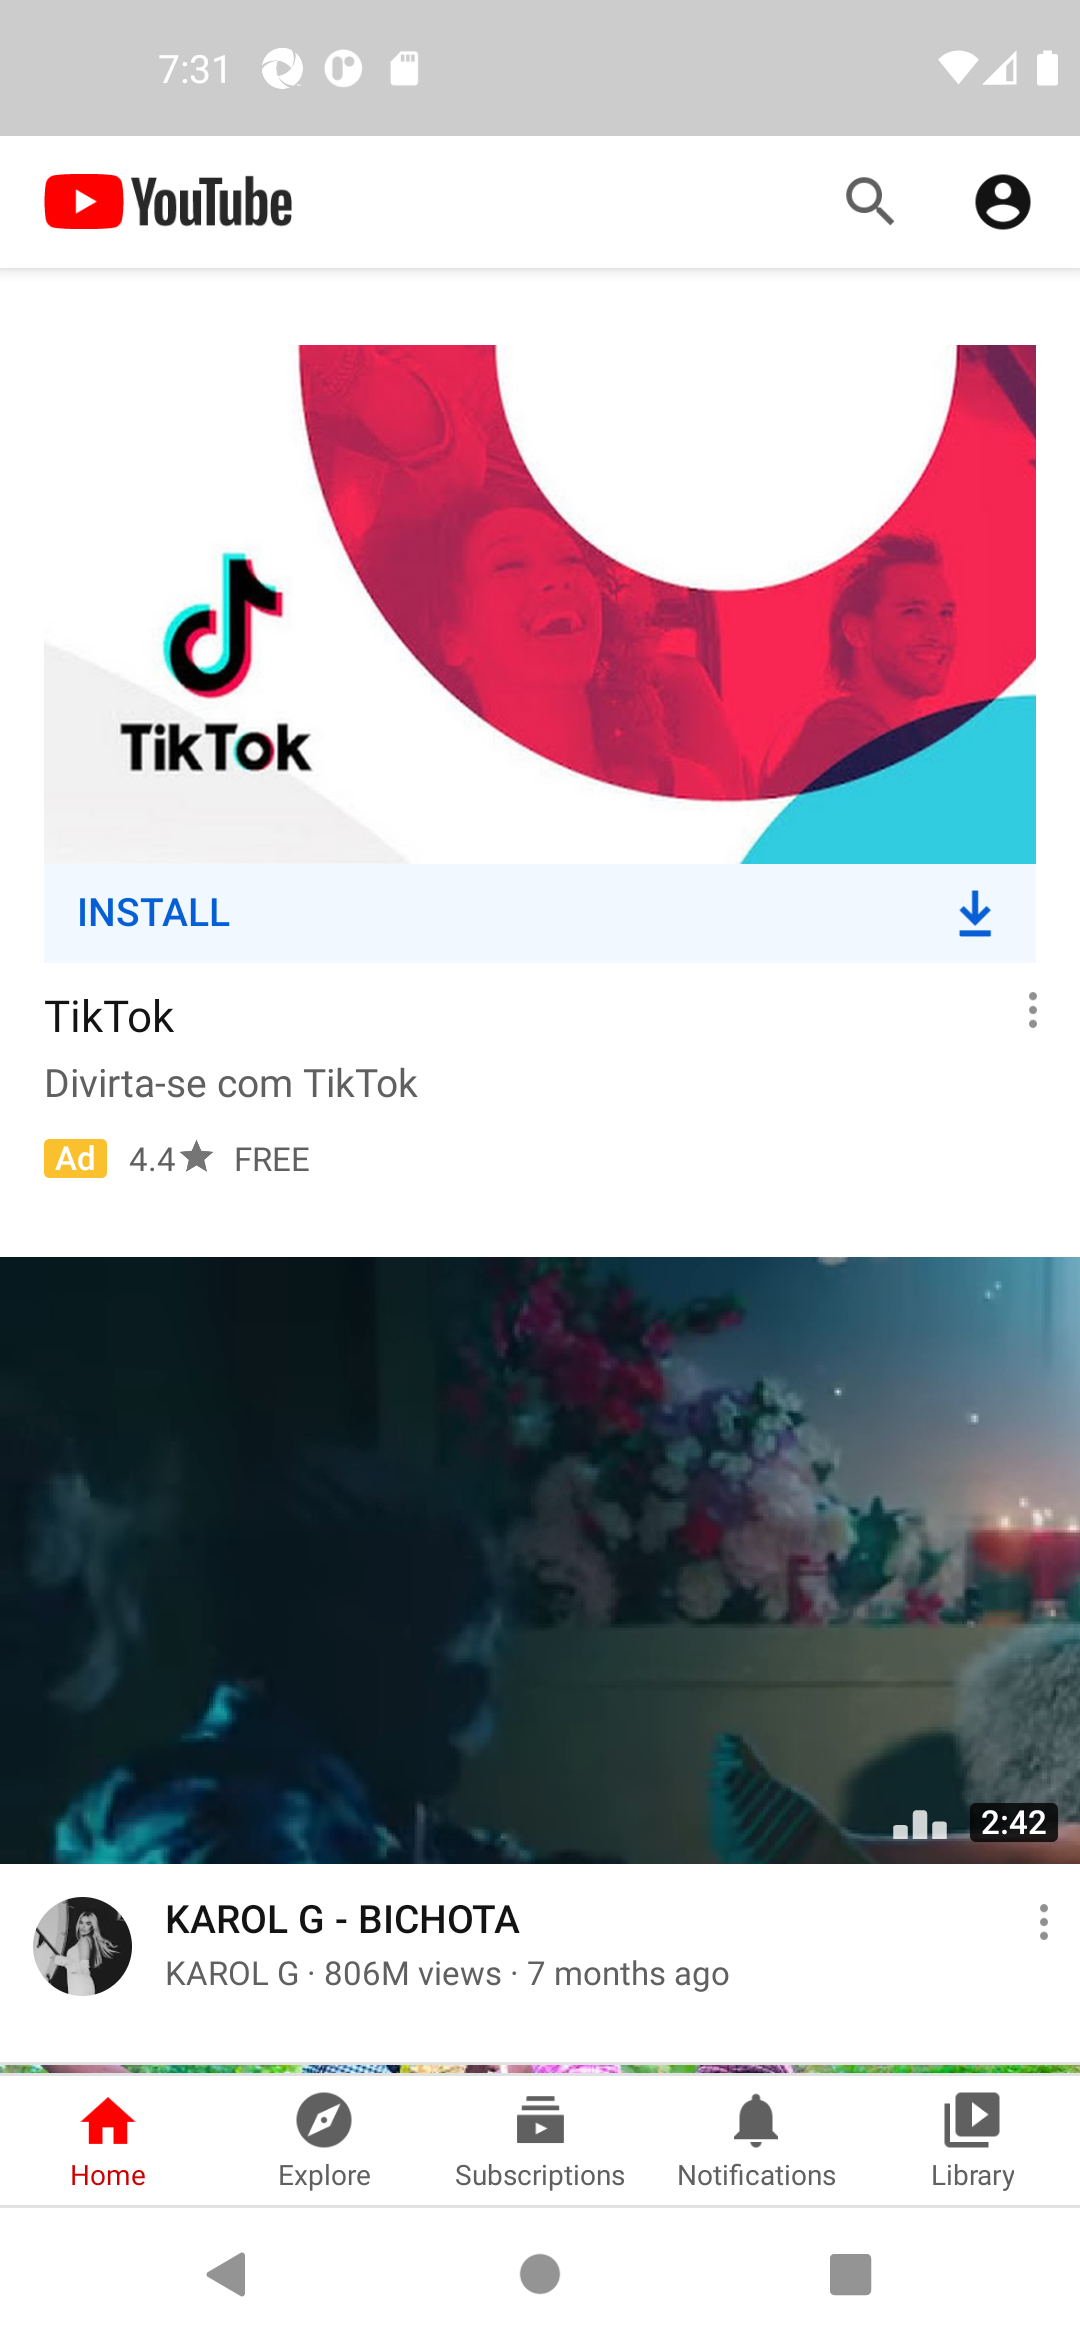 7:31
YouTube
TikTok
INSTALL
TikTok
Divirta-se com TikTok
Ad 4.4★ FREE
2:42
KAROL G - BICHOTA
KAROL G · 806M views · 7 months ago
Home Explore Subscriptions Notifications Library